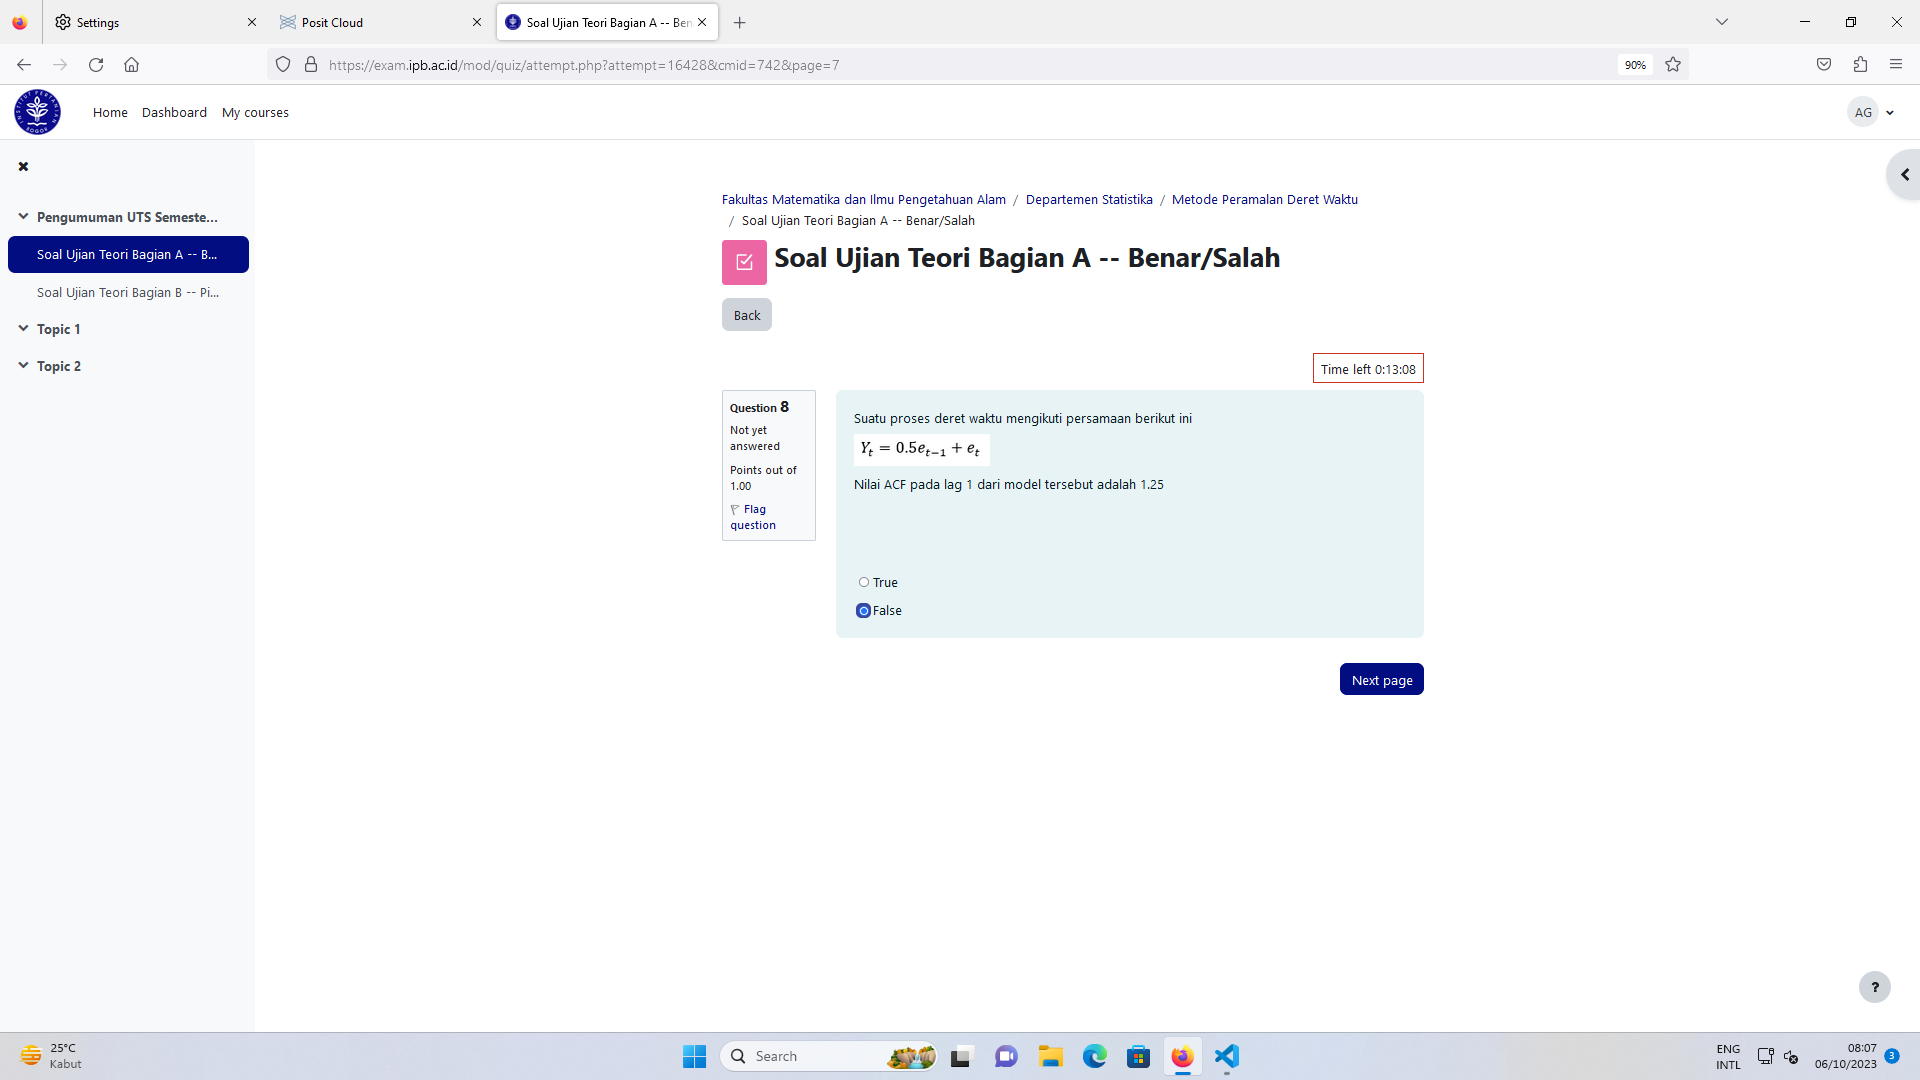 Settings
Posit Cloud
Soal Ujian Teori Bagian A -- Ben
https://exam.ipb.ac.id/mod/quiz/attempt.php?attempt=16428&cmid=742&page=7
90%
INSTITUT PERTANIAN BOGOR
Home
Dashboard
My courses
AG
Pengumuman UTS Semeste...
Soal Ujian Teori Bagian A -- B...
Soal Ujian Teori Bagian B -- Pi...
Topic 1
Topic 2
Fakultas Matematika dan Ilmu Pengetahuan Alam / Departemen Statistika / Metode Peramalan Deret Waktu
/ Soal Ujian Teori Bagian A -- Benar/Salah
Soal Ujian Teori Bagian A -- Benar/Salah
Back
Time left 0:13:08
Question 8
Not yet
answered
Points out of
1.00
Flag
question
Suatu proses deret waktu mengikuti persamaan berikut ini
Yₜ = 0.5eₜ₋₁ + eₜ
Nilai ACF pada lag 1 dari model tersebut adalah 1.25
True
False
Next page
?
25°C
Kabut
Search
ENG
INTL
08:07
06/10/2023
3